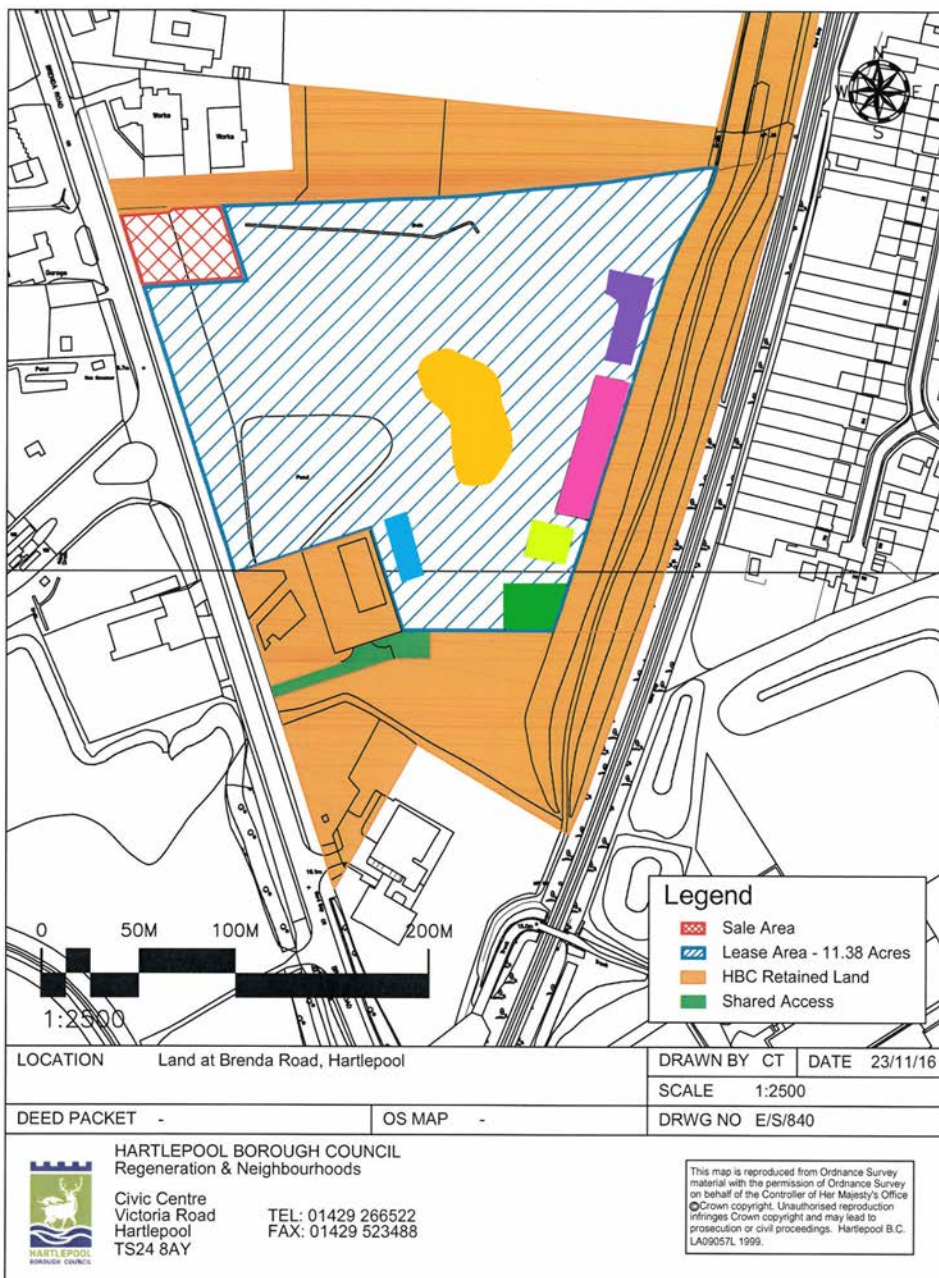 BRENDA ROAD
Works
Works
N
W
E
S
Garage
Pond
Pond
Legend
Sale Area
Lease Area - 11.38 Acres
HBC Retained Land
Shared Access
0 50M 100M 200M
1:2500
LOCATION Land at Brenda Road, Hartlepool
DRAWN BY CT DATE 23/11/16
SCALE 1:2500
DEED PACKET - OS MAP - DRWG NO E/S/840
HARTLEPOOL BOROUGH COUNCIL
Regeneration & Neighbourhoods
Civic Centre
Victoria Road TEL: 01429 266522
Hartlepool FAX: 01429 523488
TS24 8AY
HARTLEPOOL
BOROUGH COUNCIL
This map is reproduced from Ordnance Survey
material with the permission of Ordnance Survey
on behalf of the Controller of Her Majesty's Office
©Crown copyright. Unauthorised reproduction
infringes Crown copyright and may lead to
prosecution or civil proceedings. Hartlepool B.C.
LA09057L 1999.